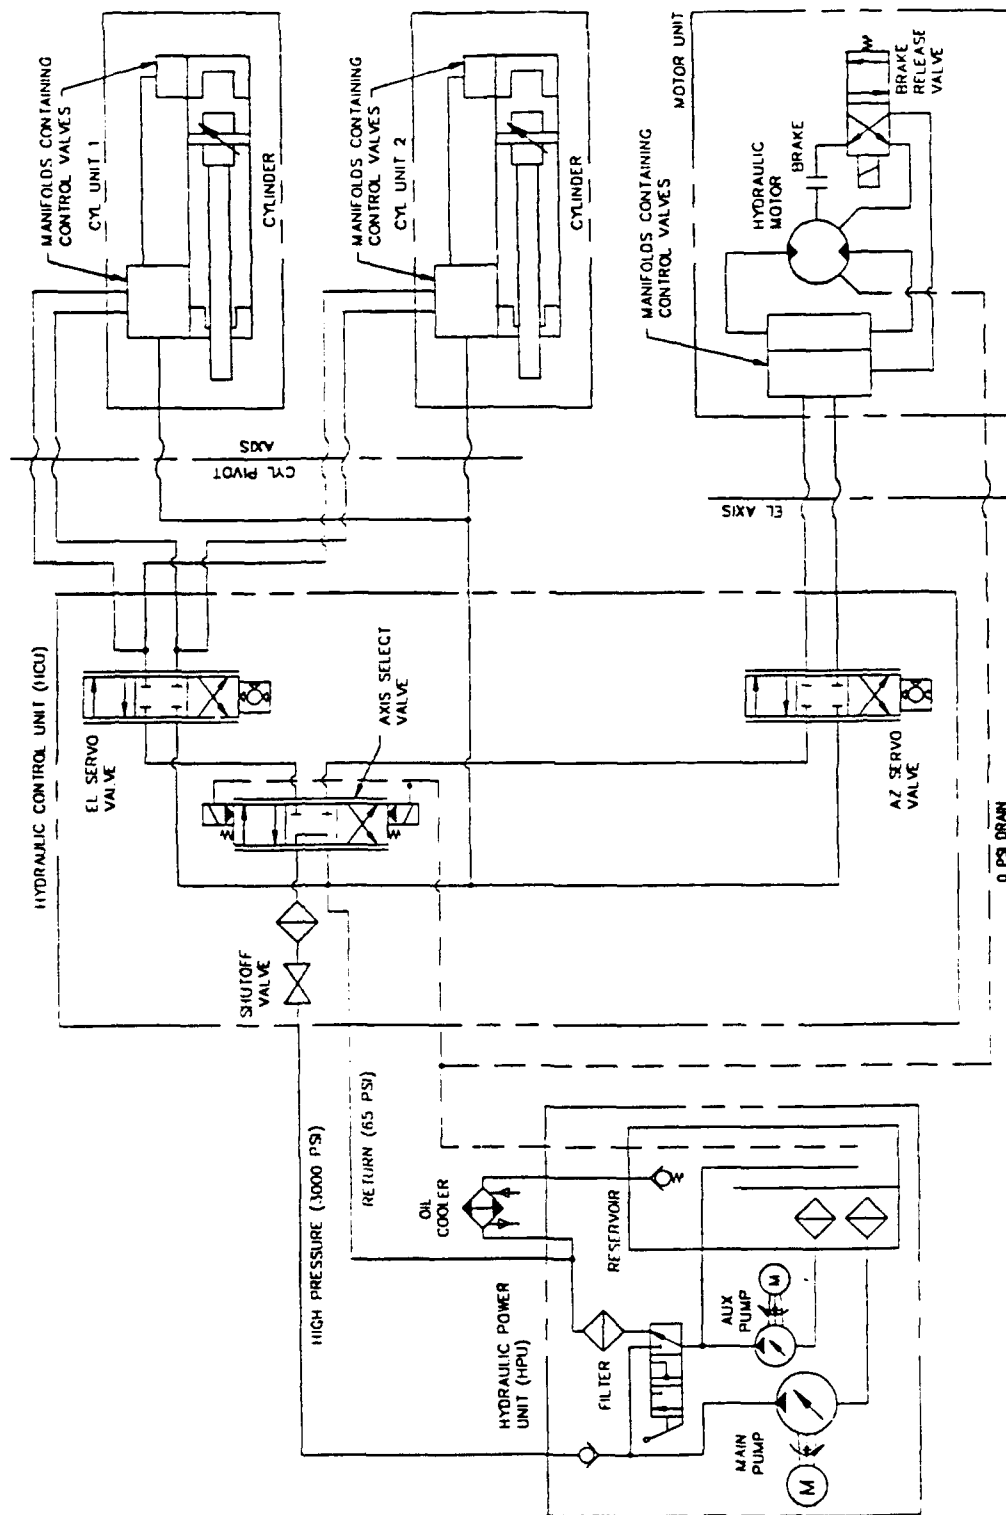 MANIFOLDS CONTAINING
CONTROL VALVES
CYL UNIT 1
CYLINDER
MANIFOLDS CONTAINING
CONTROL VALVES
CYL UNIT 2
CYLINDER
MOTOR UNIT
MANIFOLDS CONTAINING
CONTROL VALVES
HYDRAULIC
MOTOR
BRAKE
BRAKE
RELEASE
VALVE
CYL PIVOT
AXIS
EL AXIS
HYDRAULIC CONTROL UNIT (HCU)
EL SERVO
VALVE
AXIS SELECT
VALVE
AZ SERVO
VALVE
SHUTOFF
VALVE
0 PSI DRAIN
HIGH PRESSURE (3000 PSI)
RETURN (65 PSI)
OIL
COOLER
HYDRAULIC POWER
UNIT (HPU)
RESERVOIR
FILTER
AUX
PUMP
M
MAIN
PUMP
M